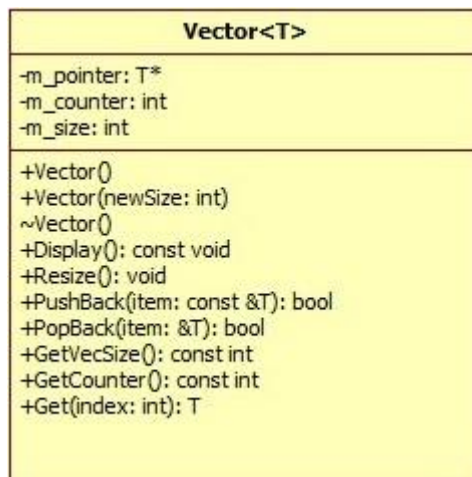 Vector<T>
-m_pointer: T*
-m_counter: int
-m_size: int
+Vector()
+Vector(newSize: int)
~Vector()
+Display(): const void
+Resize(): void
+PushBack(item: const &T): bool
+PopBack(item: &T): bool
+GetVecSize(): const int
+GetCounter(): const int
+Get(index: int): T